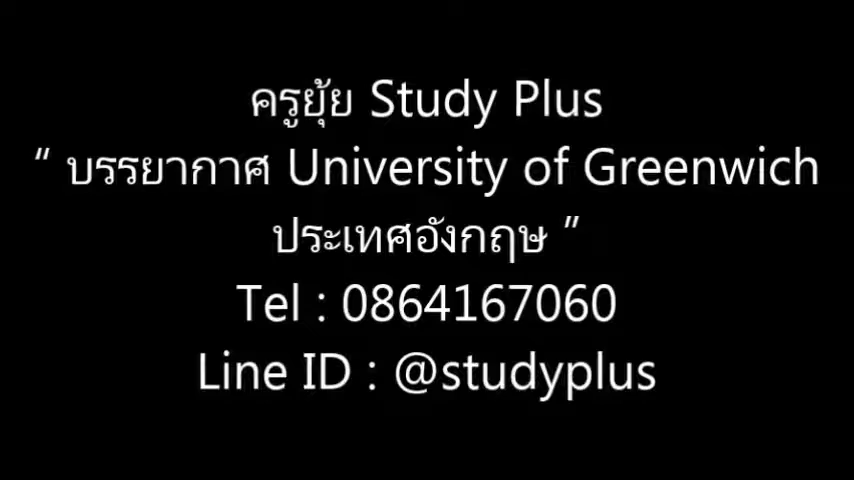 ครูยุ้ย Study Plus
“ บรรยากาศ University of Greenwich
ประเทศอังกฤษ ”
Tel : 0864167060
Line ID : @studyplus